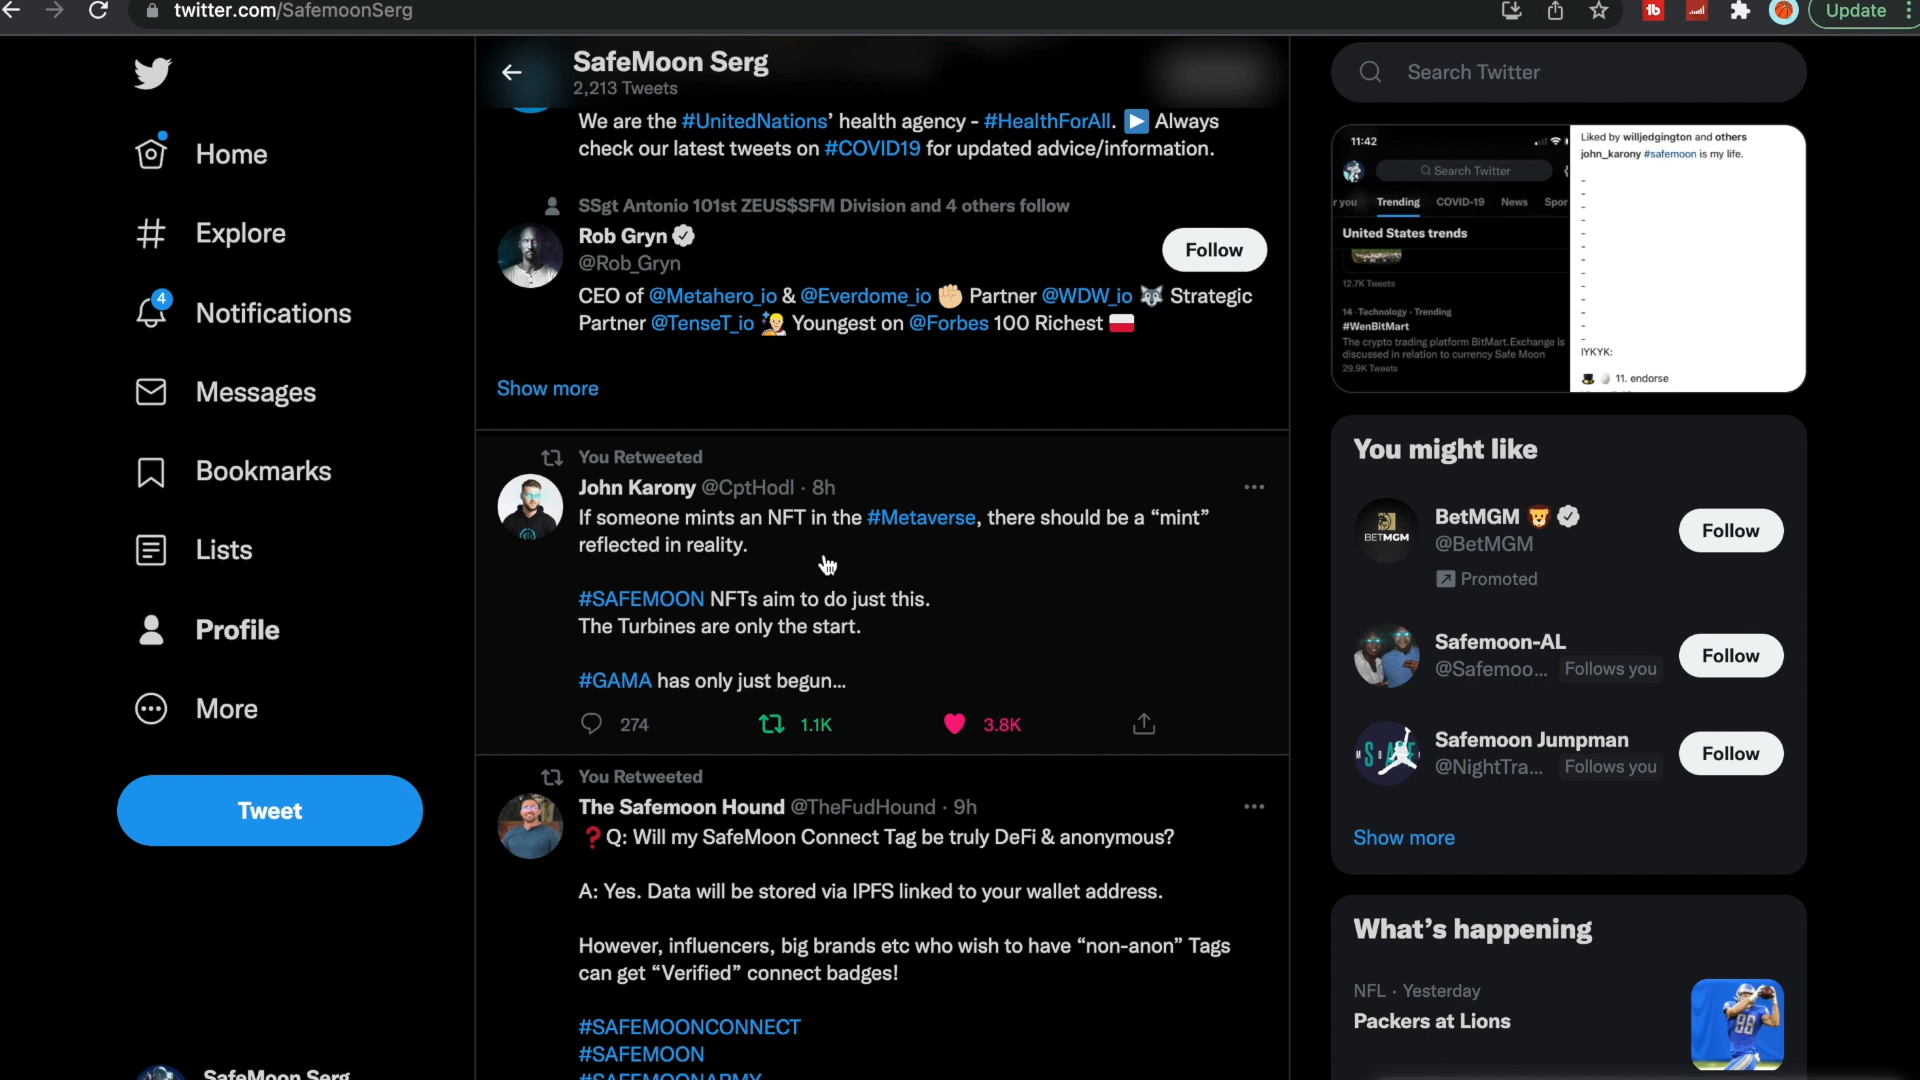 twitter.com/SafemoonSerg
Update
Home
Explore
4
Notifications
Messages
Bookmarks
Lists
Profile
More
Tweet
SafeMoon Serg
SafeMoon Serg
2,213 Tweets
We are the #UnitedNations’ health agency - #HealthForAll. ▶️ Always
check our latest tweets on #COVID19 for updated advice/information.
SSgt Antonio 101st ZEUS$SFM Division and 4 others follow
Rob Gryn
@Rob_Gryn
Follow
CEO of @Metahero_io & @Everdome_io ✊🏼 Partner @WDW_io 🐺 Strategic
Partner @TenseT_io Youngest on @Forbes 100 Richest 🇵🇱
Show more
You Retweeted
John Karony @CptHodl · 8h
If someone mints an NFT in the #Metaverse, there should be a “mint”
reflected in reality.
#SAFEMOON NFTs aim to do just this.
The Turbines are only the start.
#GAMA has only just begun...
274 1.1K 3.8K
You Retweeted
The Safemoon Hound @TheFudHound · 9h
❓Q: Will my SafeMoon Connect Tag be truly DeFi & anonymous?
A: Yes. Data will be stored via IPFS linked to your wallet address.
However, influencers, big brands etc who wish to have “non-anon” Tags
can get “Verified” connect badges!
#SAFEMOONCONNECT
#SAFEMOON
#SAFEMOONARMY
Search Twitter
11:42
Search Twitter
r you Trending COVID-19 News Spor
United States trends
12.7K Tweets
14 · Technology · Trending
#WenBitMart
The crypto trading platform BitMart.Exchange is
discussed in relation to currency Safe Moon
29.9K Tweets
Liked by willjedgington and others
john_karony #safemoon is my life.
-
-
-
-
-
-
-
-
-
-
-
-
-
IYKYK:
🎩 🥚 11. endorse
You might like
BetMGM 🦁
@BetMGM
Promoted
Follow
BETMGM
Safemoon-AL
@Safemoo... Follows you
Follow
Safemoon Jumpman
@NightTra... Follows you
Follow
Show more
What’s happening
NFL · Yesterday
Packers at Lions
88